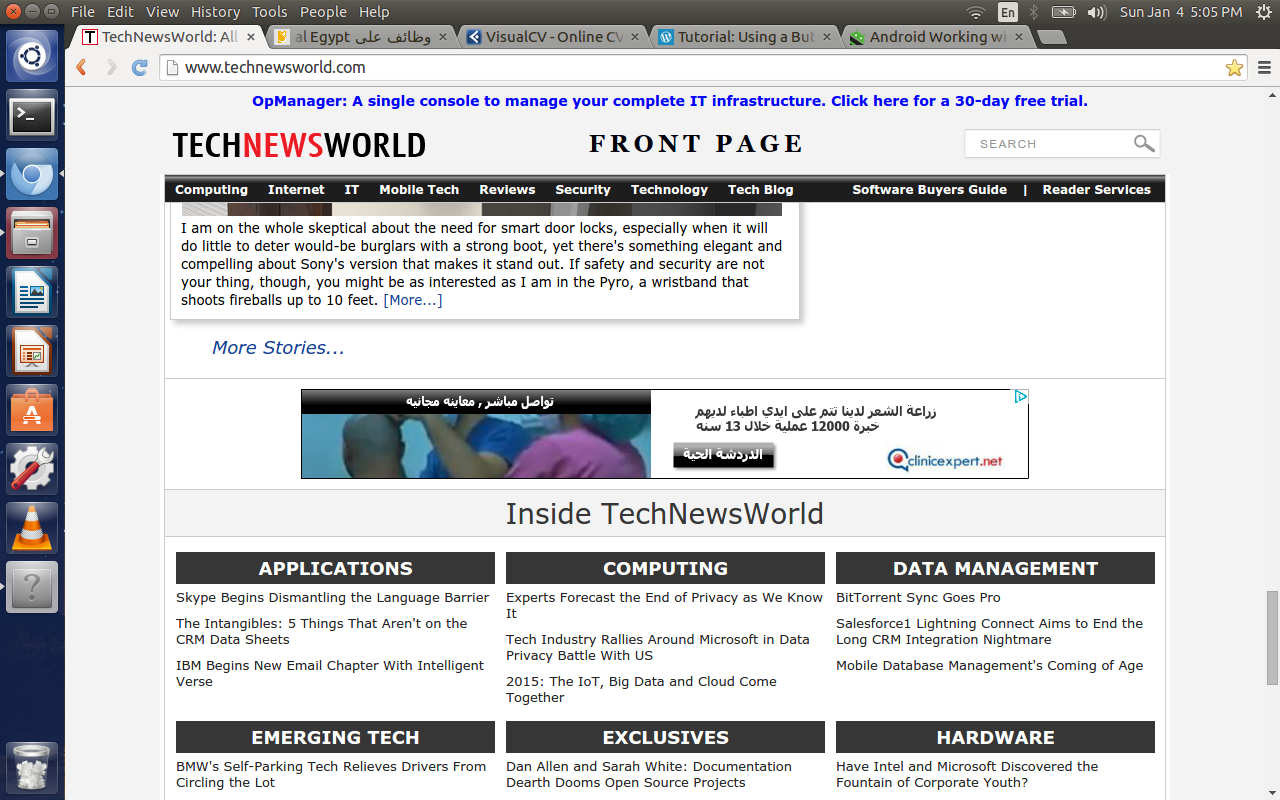 File Edit View History Tools People Help
En
Sun Jan 4 5:05 PM
TechNewsWorld: All
وظائف على al Egypt
VisualCV - Online CV
Tutorial: Using a But
Android Working wi
www.technewsworld.com
OpManager: A single console to manage your complete IT infrastructure. Click here for a 30-day free trial.
TECHNEWSWORLD
FRONT PAGE
SEARCH
Computing Internet IT Mobile Tech Reviews Security Technology Tech Blog Software Buyers Guide | Reader Services
I am on the whole skeptical about the need for smart door locks, especially when it will
do little to deter would-be burglars with a strong boot, yet there's something elegant and
compelling about Sony's version that makes it stand out. If safety and security are not
your thing, though, you might be as interested as I am in the Pyro, a wristband that
shoots fireballs up to 10 feet. [More...]
More Stories...
تواصل مباشر , معاينه مجانيه
زراعة الشعر لدينا تتم على ايدي اطباء لديهم
خبرة 12000 عملية خلال 13 سنه
الدردشة الحية
clinicexpert.net
Inside TechNewsWorld
APPLICATIONS
Skype Begins Dismantling the Language Barrier
The Intangibles: 5 Things That Aren't on the
CRM Data Sheets
IBM Begins New Email Chapter With Intelligent
Verse
COMPUTING
Experts Forecast the End of Privacy as We Know
It
Tech Industry Rallies Around Microsoft in Data
Privacy Battle With US
2015: The IoT, Big Data and Cloud Come
Together
DATA MANAGEMENT
BitTorrent Sync Goes Pro
Salesforce1 Lightning Connect Aims to End the
Long CRM Integration Nightmare
Mobile Database Management's Coming of Age
EMERGING TECH
BMW's Self-Parking Tech Relieves Drivers From
Circling the Lot
EXCLUSIVES
Dan Allen and Sarah White: Documentation
Dearth Dooms Open Source Projects
HARDWARE
Have Intel and Microsoft Discovered the
Fountain of Corporate Youth?